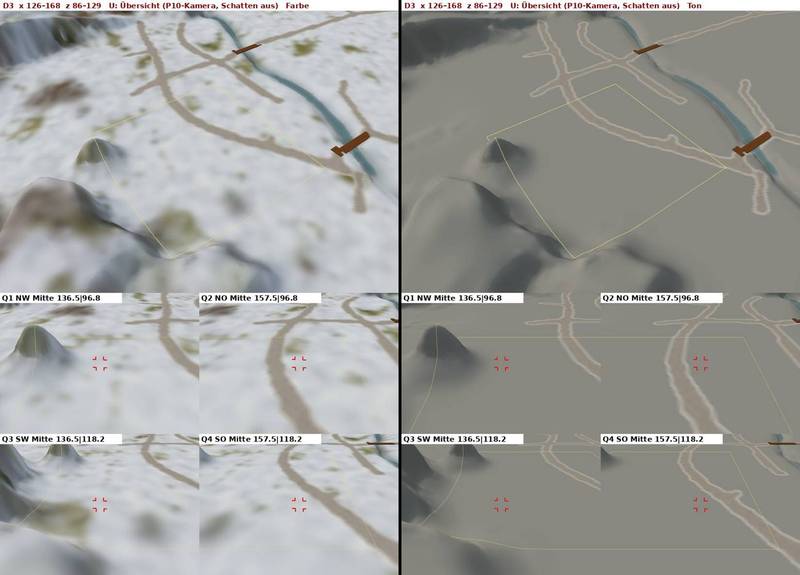 D3 x 126-168 z 86-129 U: Übersicht (P10-Kamera, Schatten aus) Farbe
D3 x 126-168 z 86-129 U: Übersicht (P10-Kamera, Schatten aus) Ton
Q1 NW Mitte 136.5|96.8
Q2 NO Mitte 157.5|96.8
Q1 NW Mitte 136.5|96.8
Q2 NO Mitte 157.5|96.8
Q3 SW Mitte 136.5|118.2
Q4 SO Mitte 157.5|118.2
Q3 SW Mitte 136.5|118.2
Q4 SO Mitte 157.5|118.2